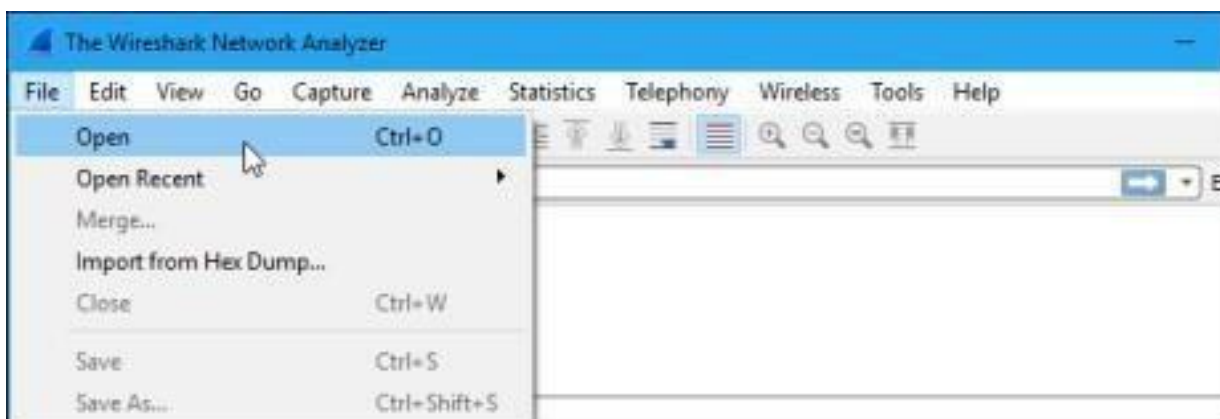 The Wireshark Network Analyzer
File Edit View Go Capture Analyze Statistics Telephony Wireless Tools Help
Open Ctrl+O
Open Recent
Merge...
Import from Hex Dump...
Close Ctrl+W
Save Ctrl+S
Save As... Ctrl+Shift+S